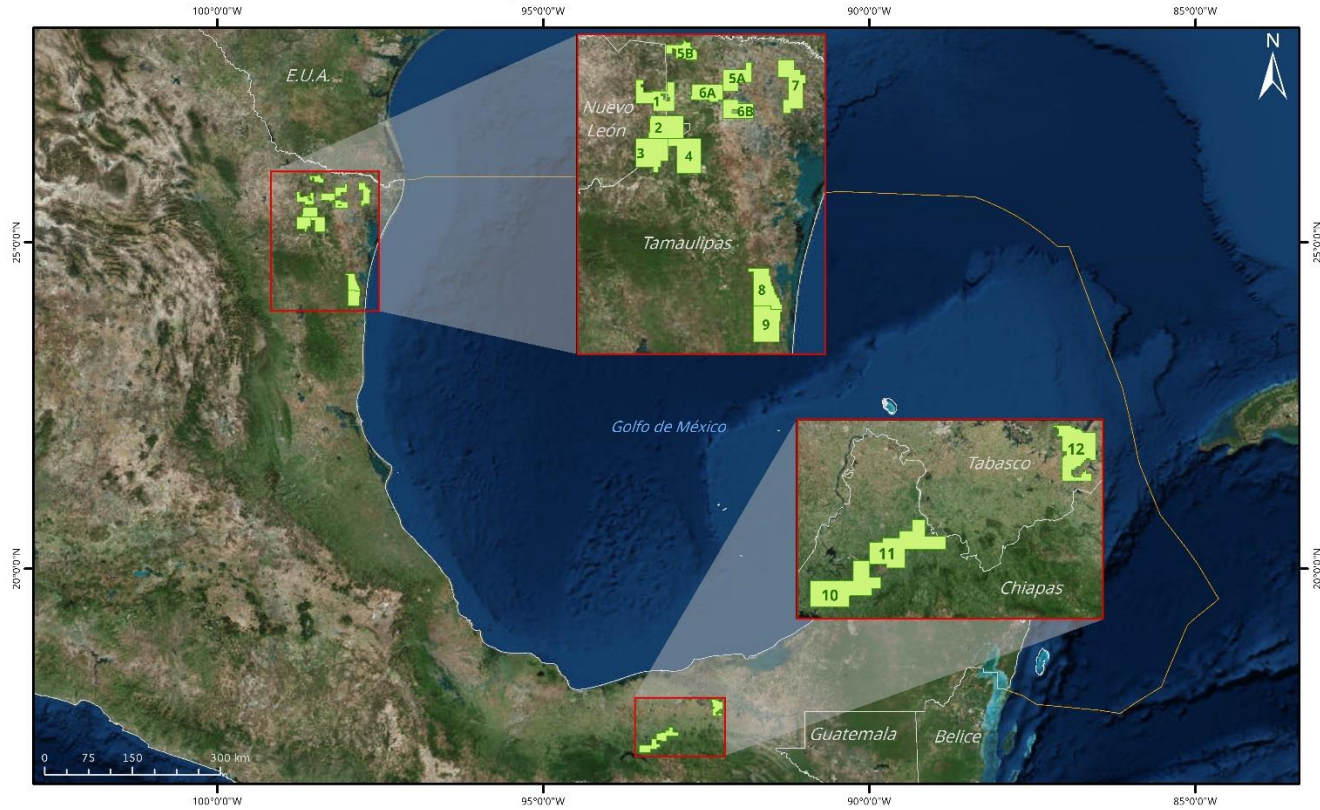 100°0'0"W
95°0'0"W
90°0'0"W
85°0'0"W
E.U.A.
N
5B
5A
7
6A
1
6B
Nuevo
León
2
3
4
25°0'0"N
25°0'0"N
Tamaulipas
8
9
Golfo de México
12
Tabasco
11
20°0'0"N
20°0'0"N
10
Chiapas
Guatemala
Belice
0
75
150
300 km
100°0'0"W
95°0'0"W
90°0'0"W
85°0'0"W